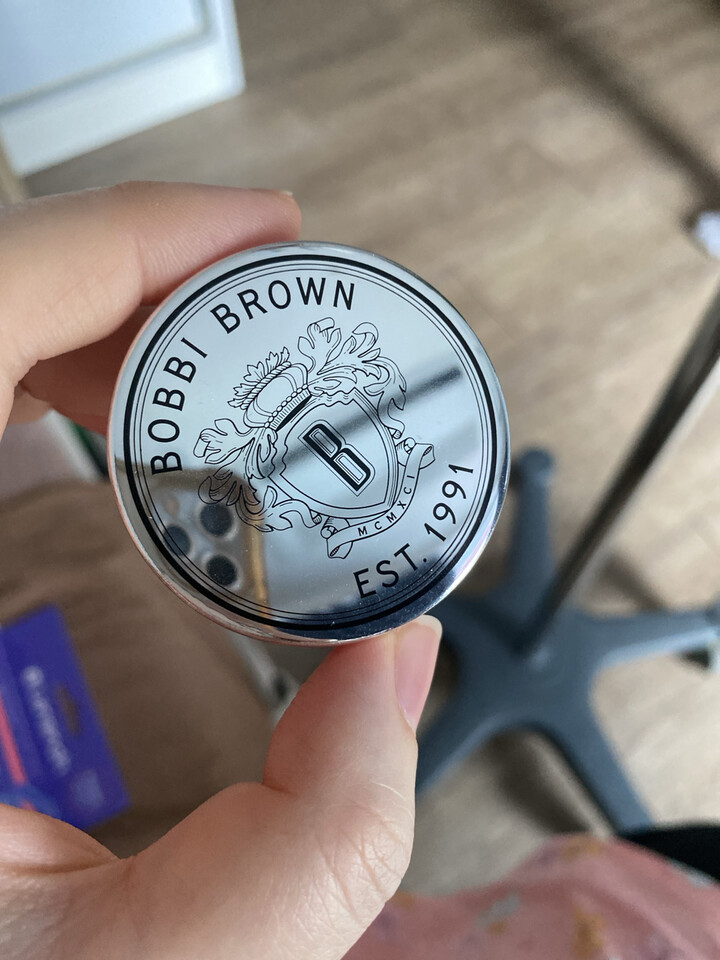 BOBBI BROWN
B
MCMXCI
EST. 1991